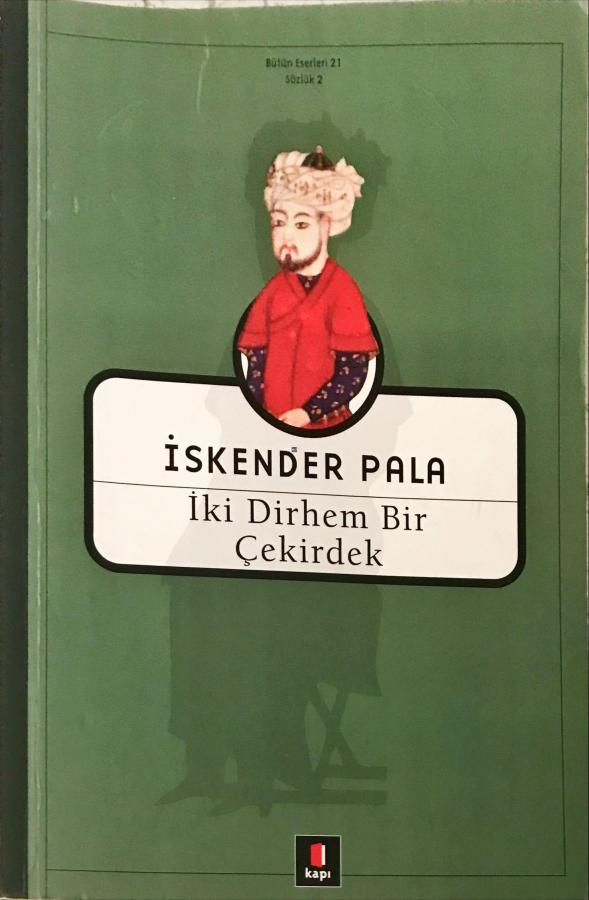 Bütün Eserleri 21
Sözlük 2
İSKENDER PALA
İki Dirhem Bir
Çekirdek
kapı